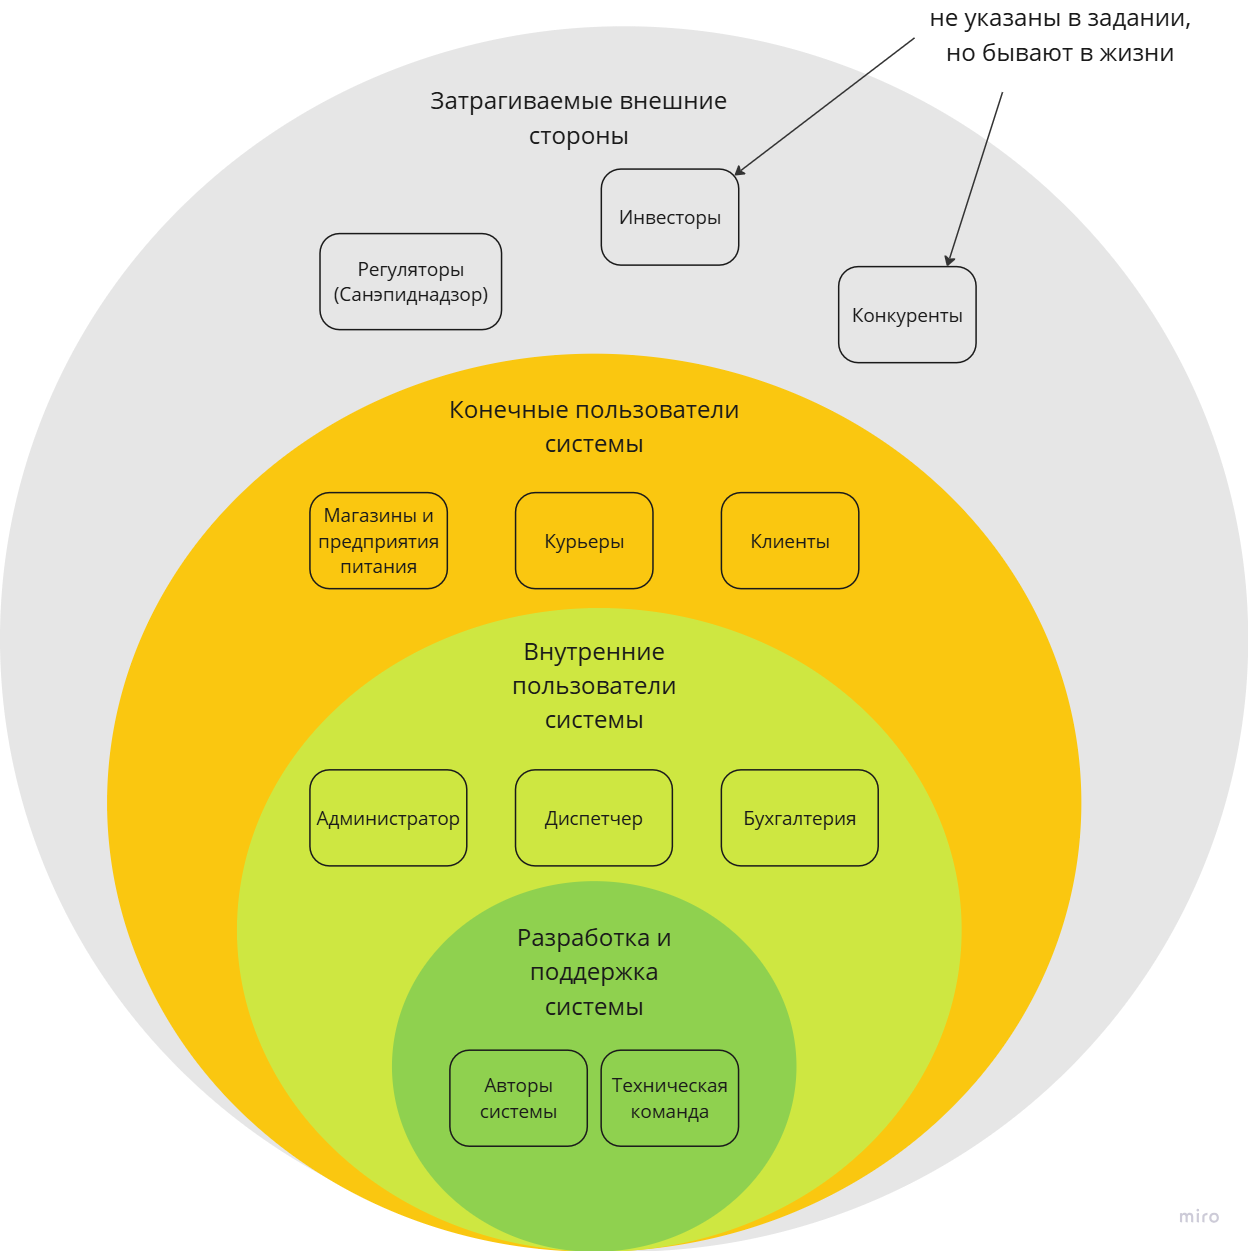 не указаны в задании,
но бывают в жизни
Затрагиваемые внешние
стороны
Инвесторы
Регуляторы
(Санэпиднадзор)
Конкуренты
Конечные пользователи
системы
Магазины и
предприятия
питания
Курьеры
Клиенты
Внутренние
пользователи
системы
Администратор
Диспетчер
Бухгалтерия
Разработка и
поддержка
системы
Авторы
системы
Техническая
команда
miro